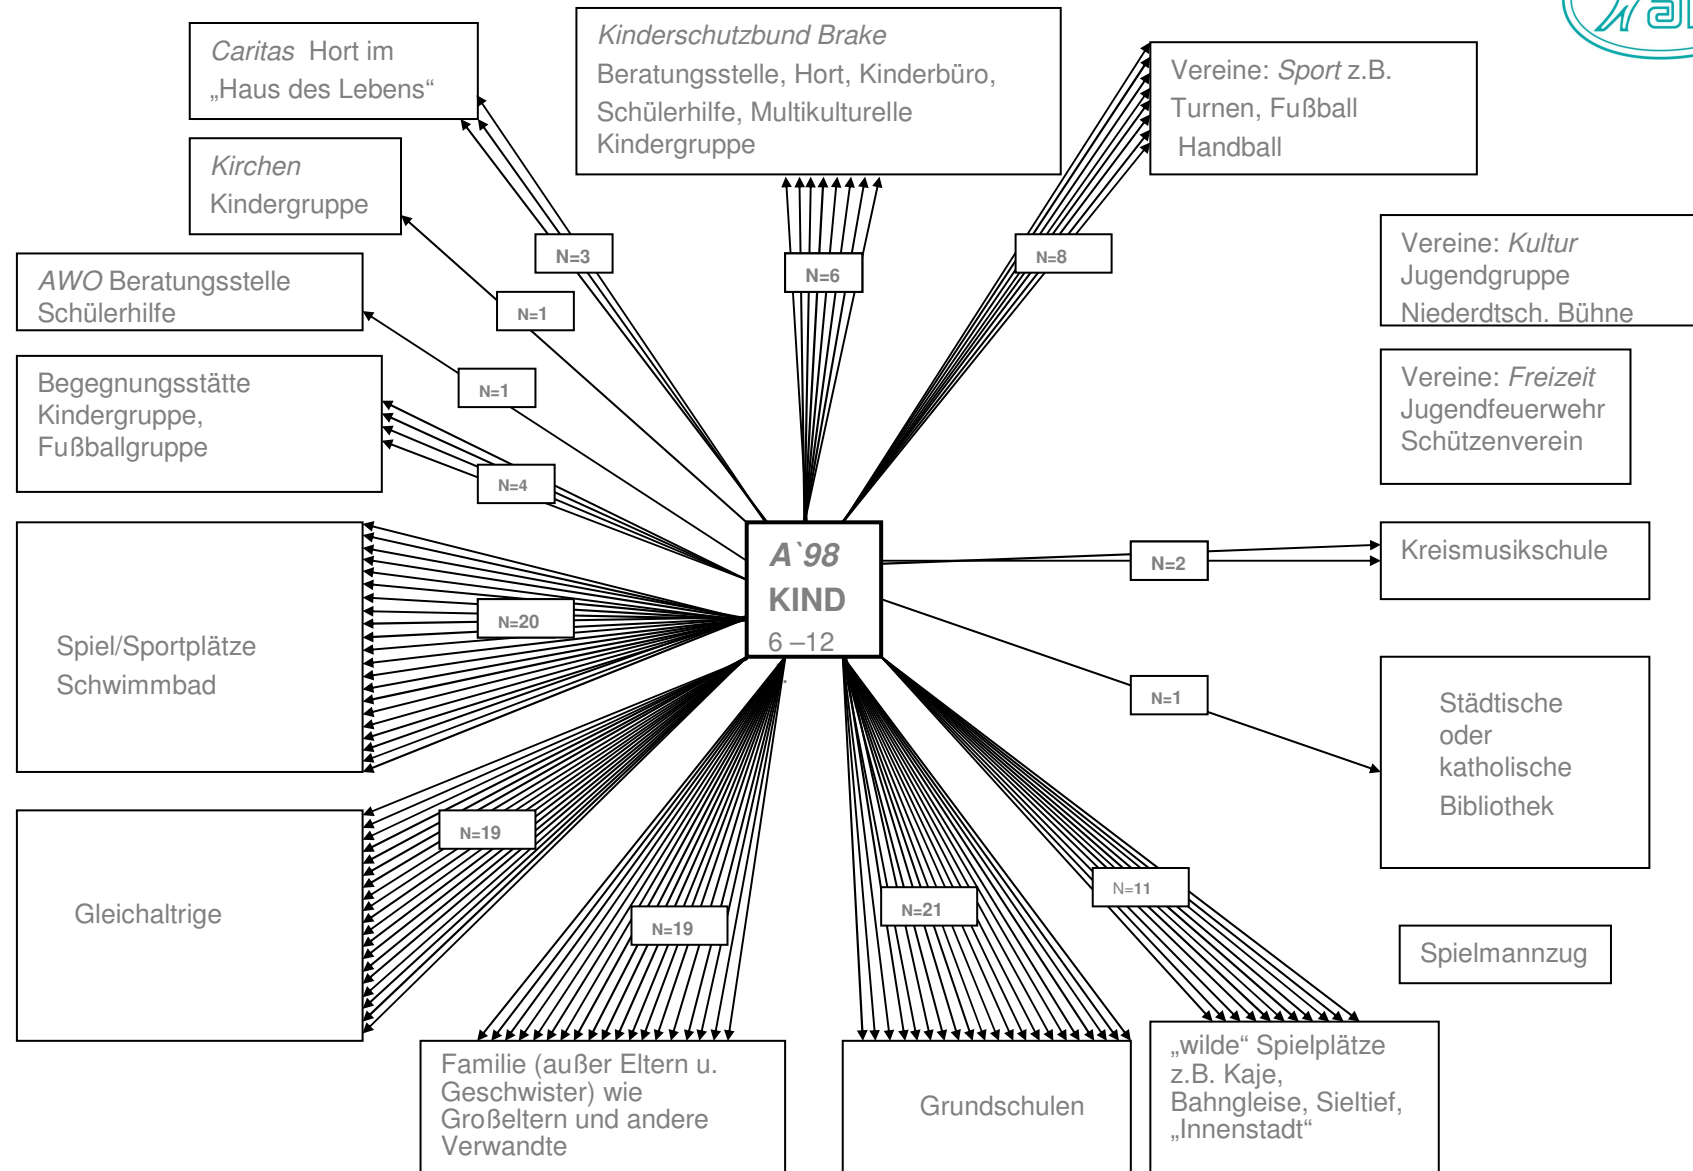 Caritas Hort im
„Haus des Lebens“
Kinderschutzbund Brake
Beratungsstelle, Hort, Kinderbüro,
Schülerhilfe, Multikulturelle
Kindergruppe
Vereine: Sport z.B.
Turnen, Fußball
Handball
Kirchen
Kindergruppe
Vereine: Kultur
Jugendgruppe
Niederdtsch. Bühne
AWO Beratungsstelle
Schülerhilfe
N=3
N=6
N=8
N=1
Begegnungsstätte
Kindergruppe,
Fußballgruppe
N=1
Vereine: Freizeit
Jugendfeuerwehr
Schützenverein
N=4
A`98
KIND
6 –12
N=2
Kreismusikschule
Spiel/Sportplätze
Schwimmbad
N=20
N=1
Städtische
oder
katholische
Bibliothek
Gleichaltrige
N=19
N=19
N=21
N=11
Spielmannzug
Familie (außer Eltern u.
Geschwister) wie
Großeltern und andere
Verwandte
Grundschulen
„wilde“ Spielplätze
z.B. Kaje,
Bahngleise, Sieltief,
„Innenstadt“